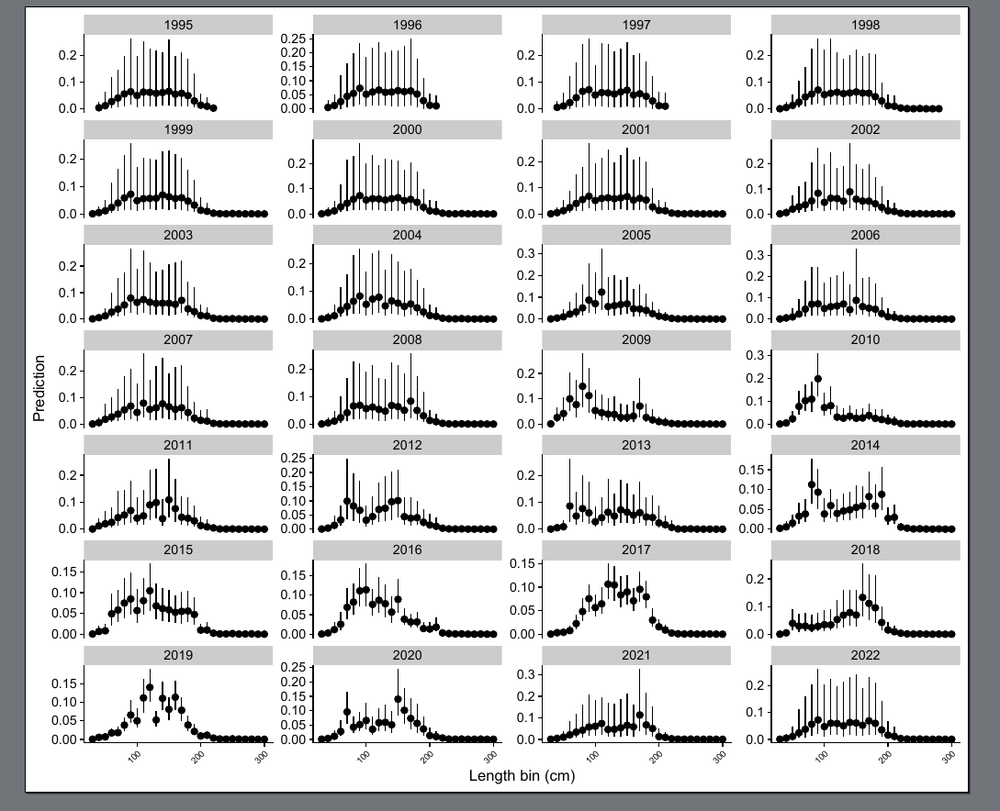 1995 1996 1997 1998
0.2 0.1 0.0 0.25 0.20 0.15 0.10 0.05 0.00 0.2 0.1 0.0 0.2 0.1 0.0
1999 2000 2001 2002
0.2 0.1 0.0 0.2 0.1 0.0 0.2 0.1 0.0 0.2 0.1 0.0
2003 2004 2005 2006
0.2 0.1 0.0 0.2 0.1 0.0 0.3 0.2 0.1 0.0 0.3 0.2 0.1 0.0
2007 2008 2009 2010
0.2 0.1 0.0 0.2 0.1 0.0 0.2 0.1 0.0 0.3 0.2 0.1 0.0
Prediction
2011 2012 2013 2014
0.2 0.1 0.0 0.25 0.20 0.15 0.10 0.05 0.00 0.2 0.1 0.0 0.15 0.10 0.05 0.00
2015 2016 2017 2018
0.15 0.10 0.05 0.00 0.15 0.10 0.05 0.00 0.15 0.10 0.05 0.00 0.2 0.1 0.0
2019 2020 2021 2022
0.15 0.10 0.05 0.00 0.25 0.20 0.15 0.10 0.05 0.00 0.3 0.2 0.1 0.0 0.2 0.1 0.0
100 200 300 100 200 300 100 200 300 100 200 300
Length bin (cm)